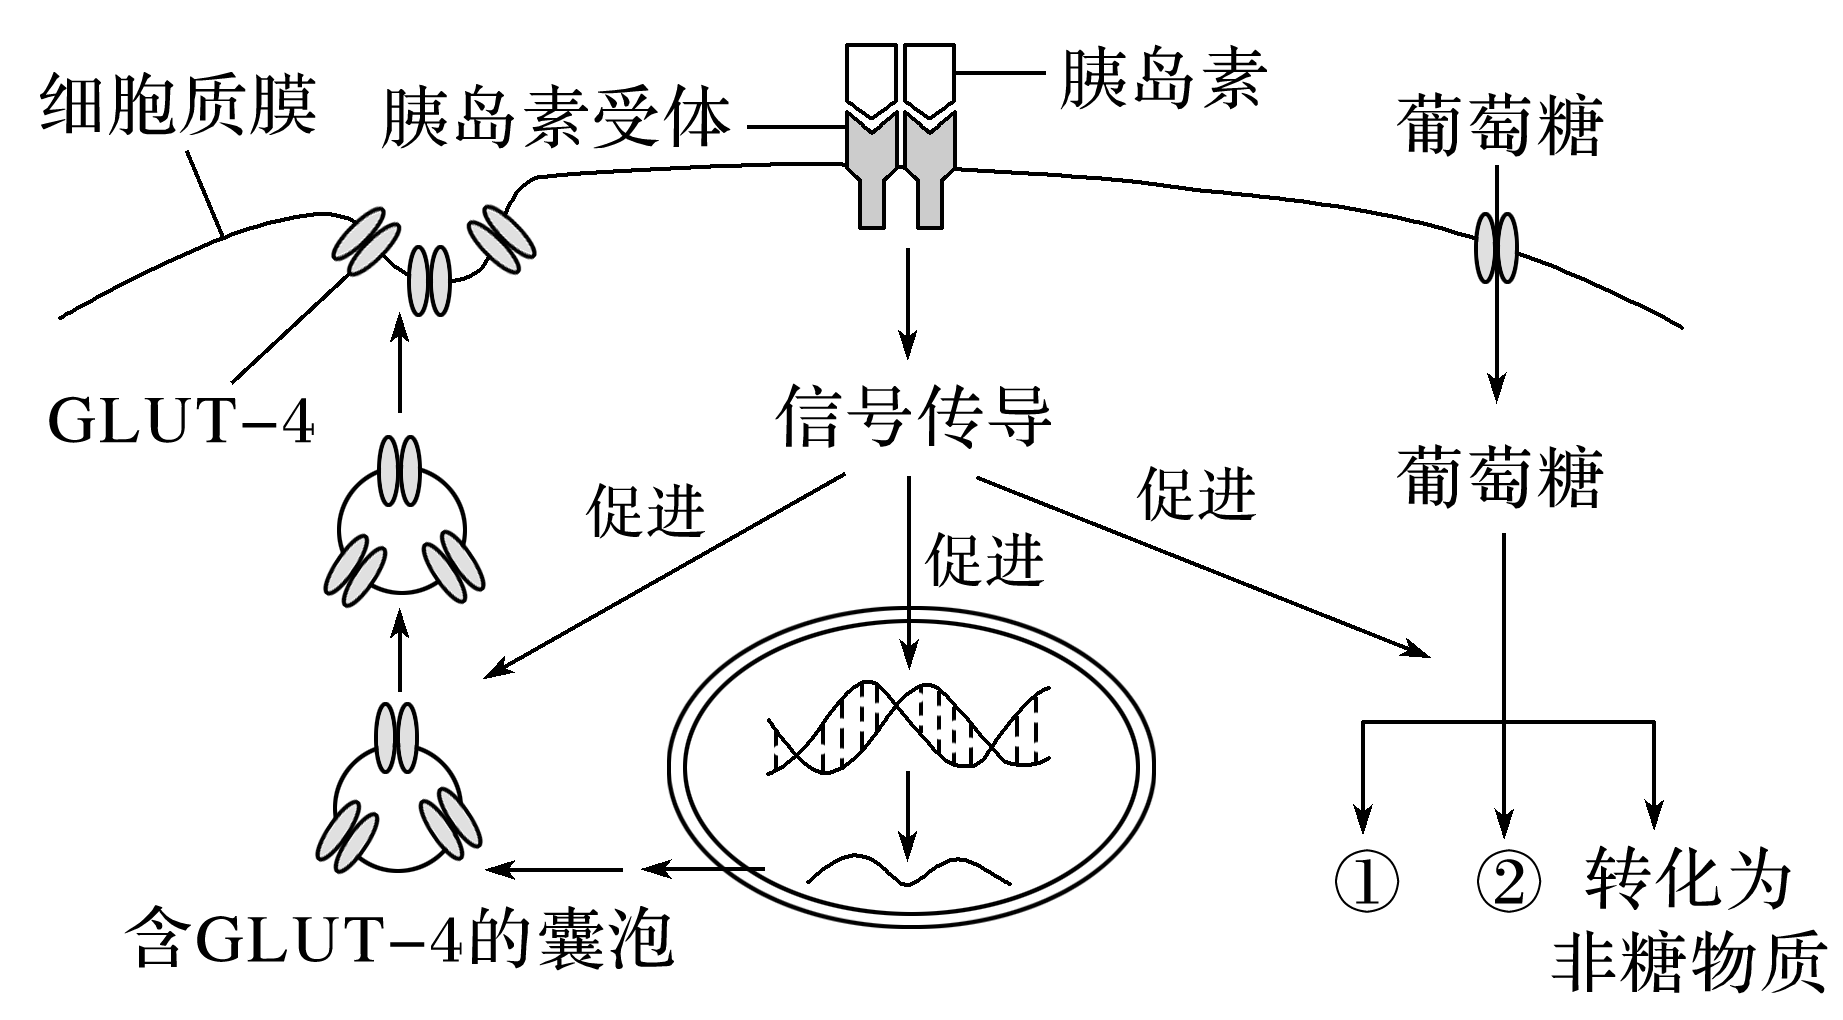 细胞质膜
胰岛素受体
胰岛素
葡萄糖
GLUT-4
信号传导
葡萄糖
促进
促进
促进
含GLUT-4的囊泡
①
②
转化为
非糖物质